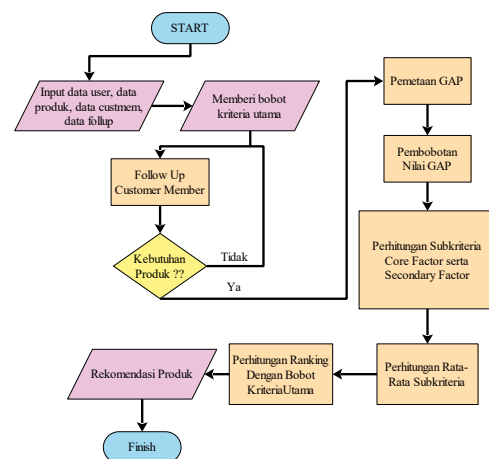 START
Input data user, data
produk, data custmem,
data follup
Memberi bobot
kriteria utama
Follow Up
Customer Member
Kebutuhan
Produk ??
Tidak
Ya
Pemetaan GAP
Pembobotan
Nilai GAP
Perhitungan Subkriteria
Core Factor serta
Secondary Factor
Perhitungan Rata-
Rata Subkriteria
Perhitungan Ranking
Dengan Bobot
KriteriaUtama
Rekomendasi Produk
Finish